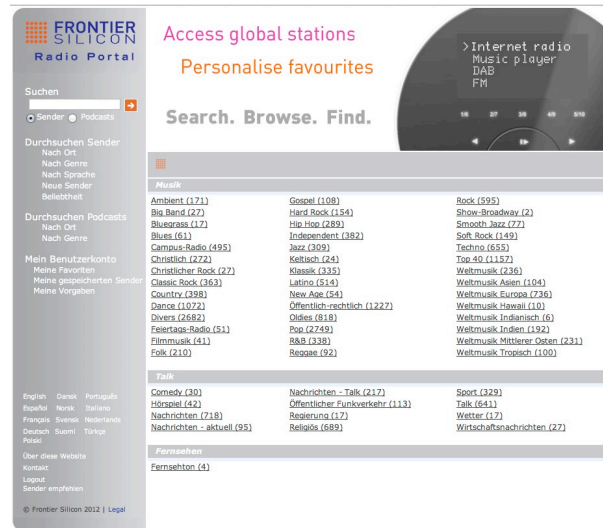 FRONTIER
SILICON
Radio Portal
Access global stations
Personalise favourites
Search. Browse. Find.
>Internet radio
Music player
DAB
FM
1/6 2/7 3/8 4/9 5/10
Suchen
Sender Podcasts
Durchsuchen Sender
Nach Ort
Nach Genre
Nach Sprache
Neue Sender
Beliebtheit
Durchsuchen Podcasts
Nach Ort
Nach Genre
Mein Benutzerkonto
Meine Favoriten
Meine gespeicherten Sender
Meine Vorgaben
English Dansk Português
Español Norsk Italiano
Français Svensk Nederlands
Deutsch Suomi Türkçe
Polski
Über diese Website
Kontakt
Logout
Sender empfehlen
© Frontier Silicon 2012 | Legal
Musik
Ambient (171)
Big Band (27)
Bluegrass (17)
Blues (61)
Campus-Radio (495)
Christlich (272)
Christlicher Rock (27)
Classic Rock (363)
Country (398)
Dance (1072)
Divers (2682)
Feiertags-Radio (51)
Filmmusik (41)
Folk (210)
Gospel (108)
Hard Rock (154)
Hip Hop (289)
Independent (382)
Jazz (309)
Keltisch (24)
Klassik (335)
Latino (514)
New Age (54)
Öffentlich-rechtlich (1227)
Oldies (818)
Pop (2749)
R&B (338)
Reggae (92)
Rock (595)
Show-Broadway (2)
Smooth Jazz (77)
Soft Rock (149)
Techno (655)
Top 40 (1157)
Weltmusik (236)
Weltmusik Asien (104)
Weltmusik Europa (736)
Weltmusik Hawaii (10)
Weltmusik Indianisch (6)
Weltmusik Indien (192)
Weltmusik Mittlerer Osten (231)
Weltmusik Tropisch (100)
Talk
Comedy (30)
Hörspiel (42)
Nachrichten (718)
Nachrichten - aktuell (95)
Nachrichten - Talk (217)
Öffentlicher Funkverkehr (113)
Regierung (17)
Religiös (689)
Sport (329)
Talk (641)
Wetter (17)
Wirtschaftsnachrichten (27)
Fernsehen
Fernsehton (4)